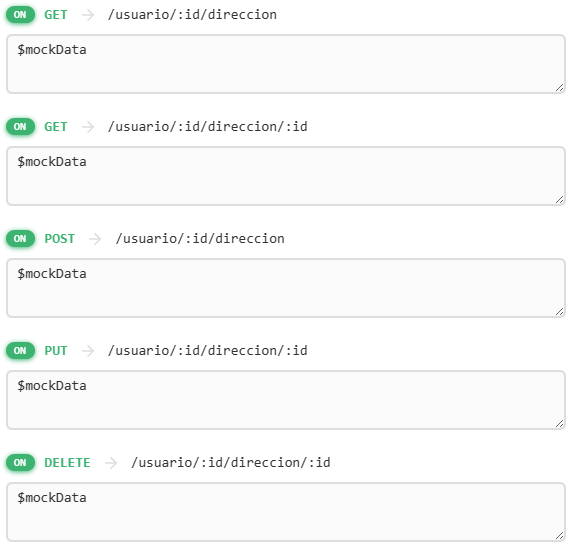 ON GET → /usuario/:id/direccion
$mockData
ON GET → /usuario/:id/direccion/:id
$mockData
ON POST → /usuario/:id/direccion
$mockData
ON PUT → /usuario/:id/direccion/:id
$mockData
ON DELETE → /usuario/:id/direccion/:id
$mockData